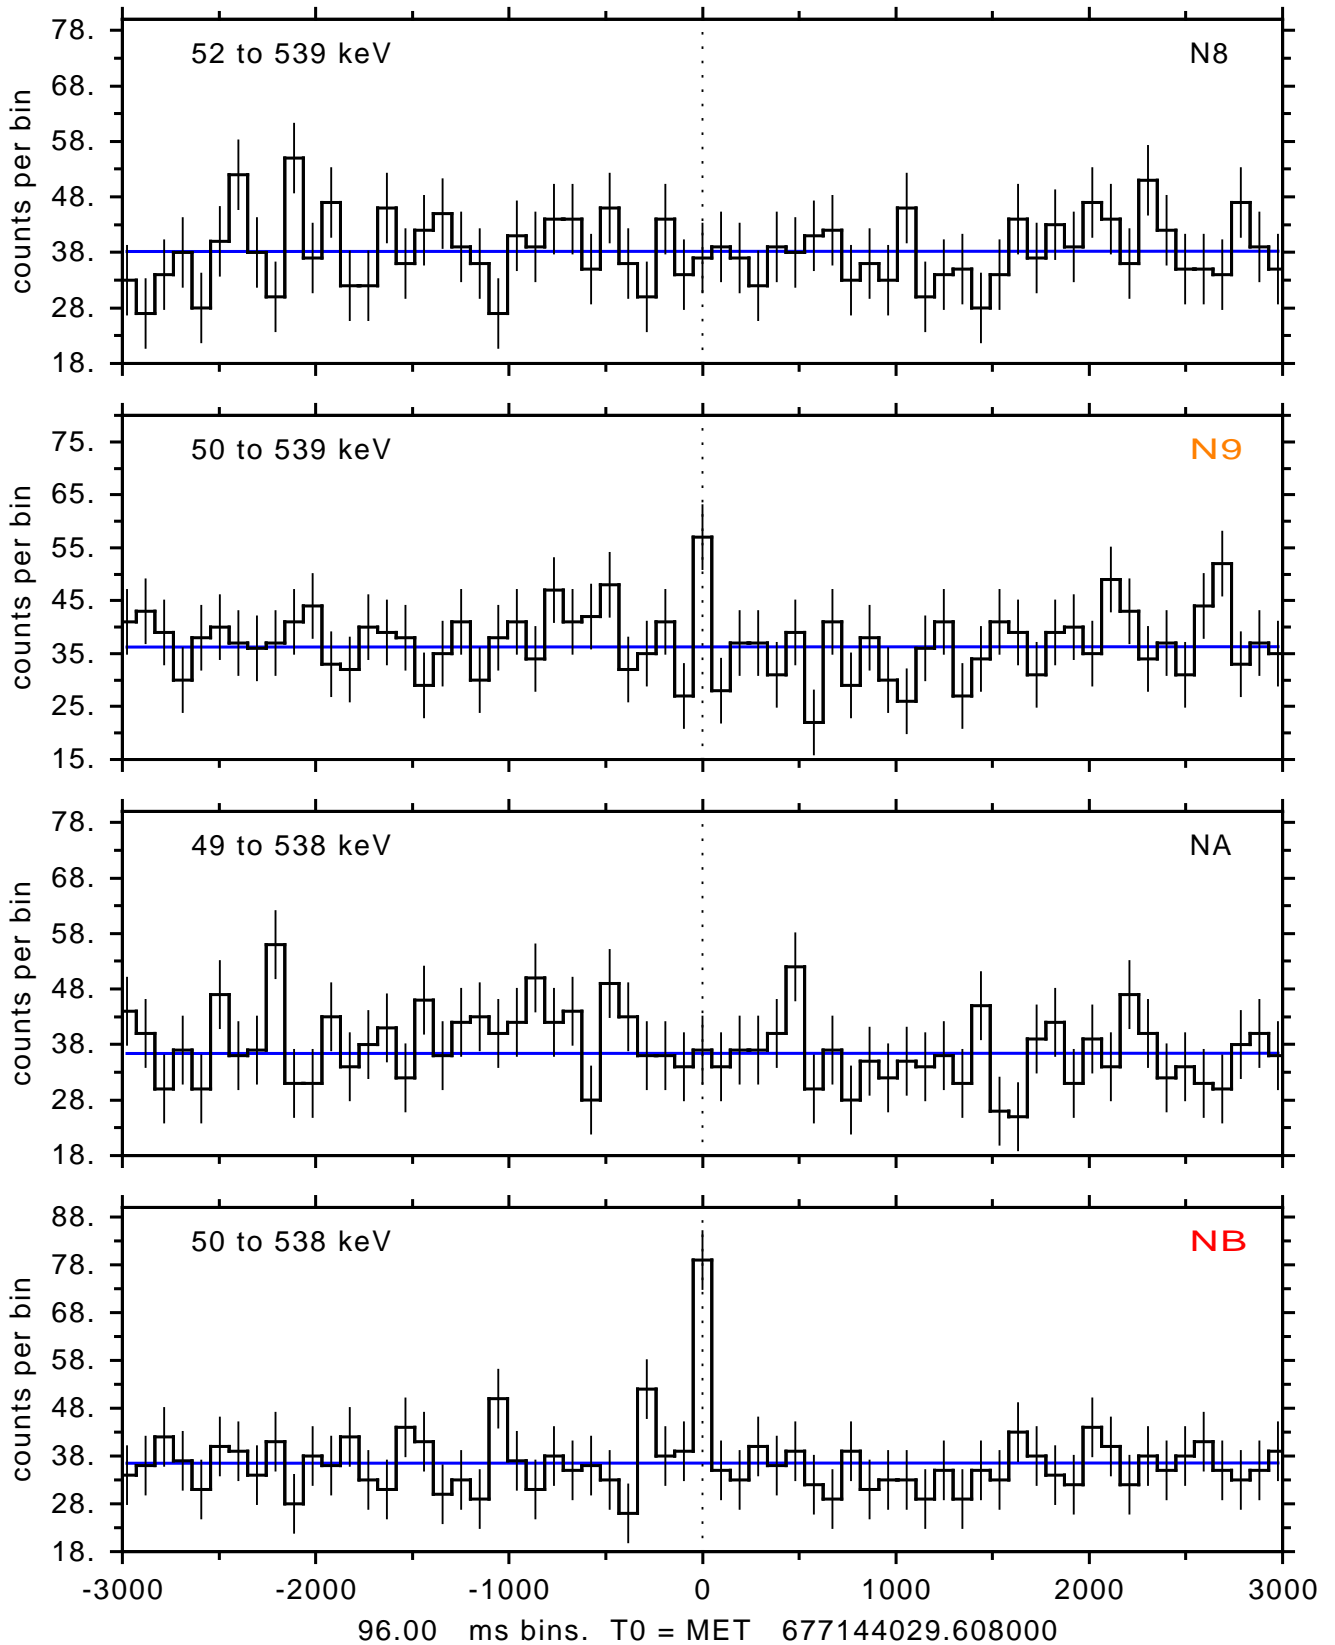 52 to 539 keV N8
counts per bin
78.
68.
58.
48.
38.
28.
18.
50 to 539 keV N9
counts per bin
75.
65.
55.
45.
35.
25.
15.
49 to 538 keV NA
counts per bin
78.
68.
58.
48.
38.
28.
18.
50 to 538 keV NB
counts per bin
88.
78.
68.
58.
48.
38.
28.
18.
-3000 -2000 -1000 0 1000 2000 3000
96.00 ms bins. T0 = MET 677144029.608000